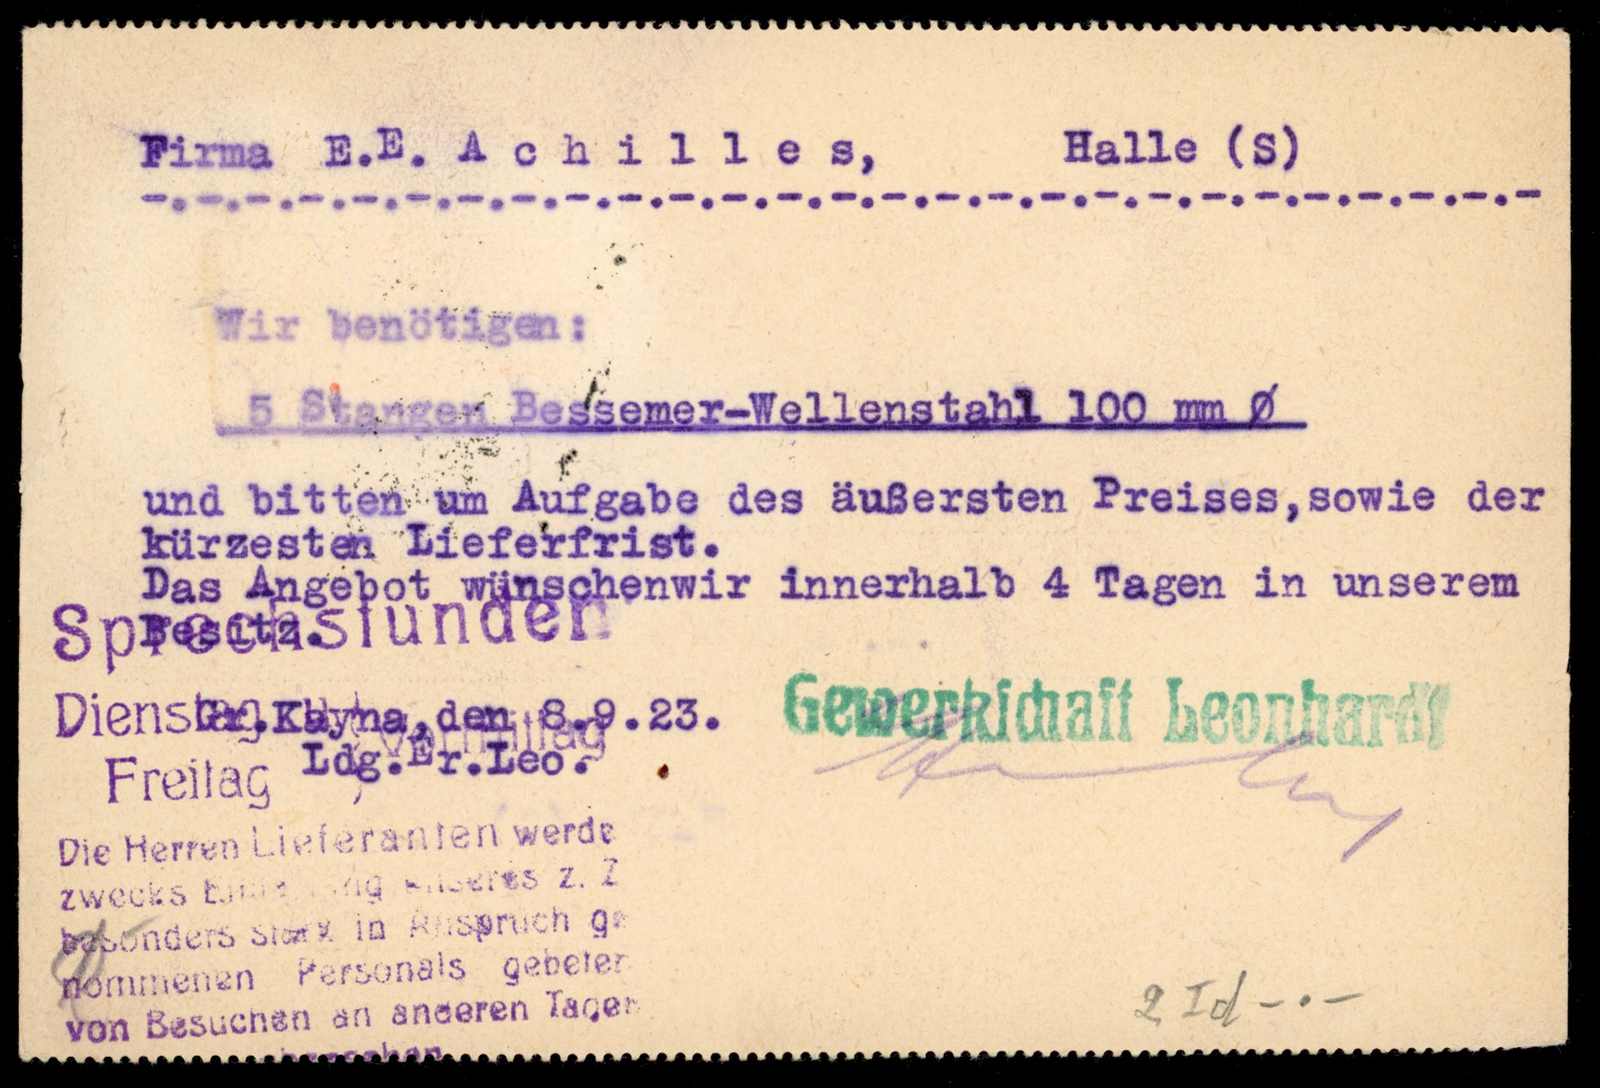 Firma E.E. A c h i l l e s, Halle (S)
-.-.-.-.-.-.-.-.-.-.-.-.-.-.-.-.-.-.-.-.-.-.-.-.-.-.-
Wir benötigen:
5 Stangen Bessemer-Wellenstahl 100 mm Ø
und bitten um Aufgabe des äußersten Preises,sowie der
kürzesten Lieferfrist.
Das Angebot wünschenwir innerhalb 4 Tagen in unserem
Besitz.
Gr.Kayna,den 8.9.23.
Ldg.Er.Leo.
Gewerkschaft Leonhardt
Sprechstunden
Dienstag Vormittag
Freitag
Die Herren Lieferanten werde
zwecks unseres z. Z
besonders stark in Anspruch ge
nommenen Personals gebeten
von Besuchen an anderen Tagen
2 Id -.-